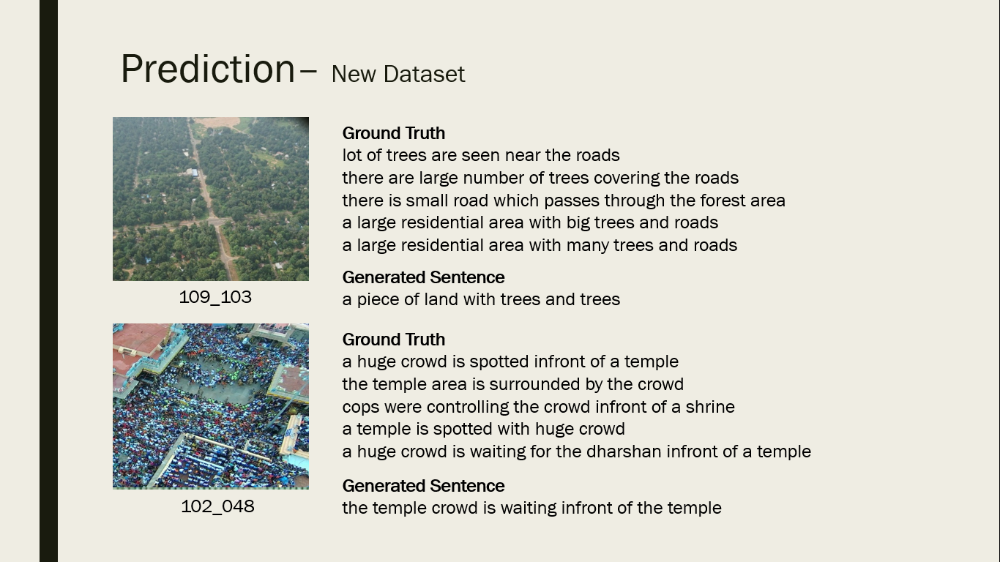 Prediction – New Dataset
Ground Truth
lot of trees are seen near the roads
there are large number of trees covering the roads
there is small road which passes through the forest area
a large residential area with big trees and roads
a large residential area with many trees and roads
Generated Sentence
a piece of land with trees and trees
109_103
Ground Truth
a huge crowd is spotted infront of a temple
the temple area is surrounded by the crowd
cops were controlling the crowd infront of a shrine
a temple is spotted with huge crowd
a huge crowd is waiting for the dharshan infront of a temple
Generated Sentence
the temple crowd is waiting infront of the temple
102_048